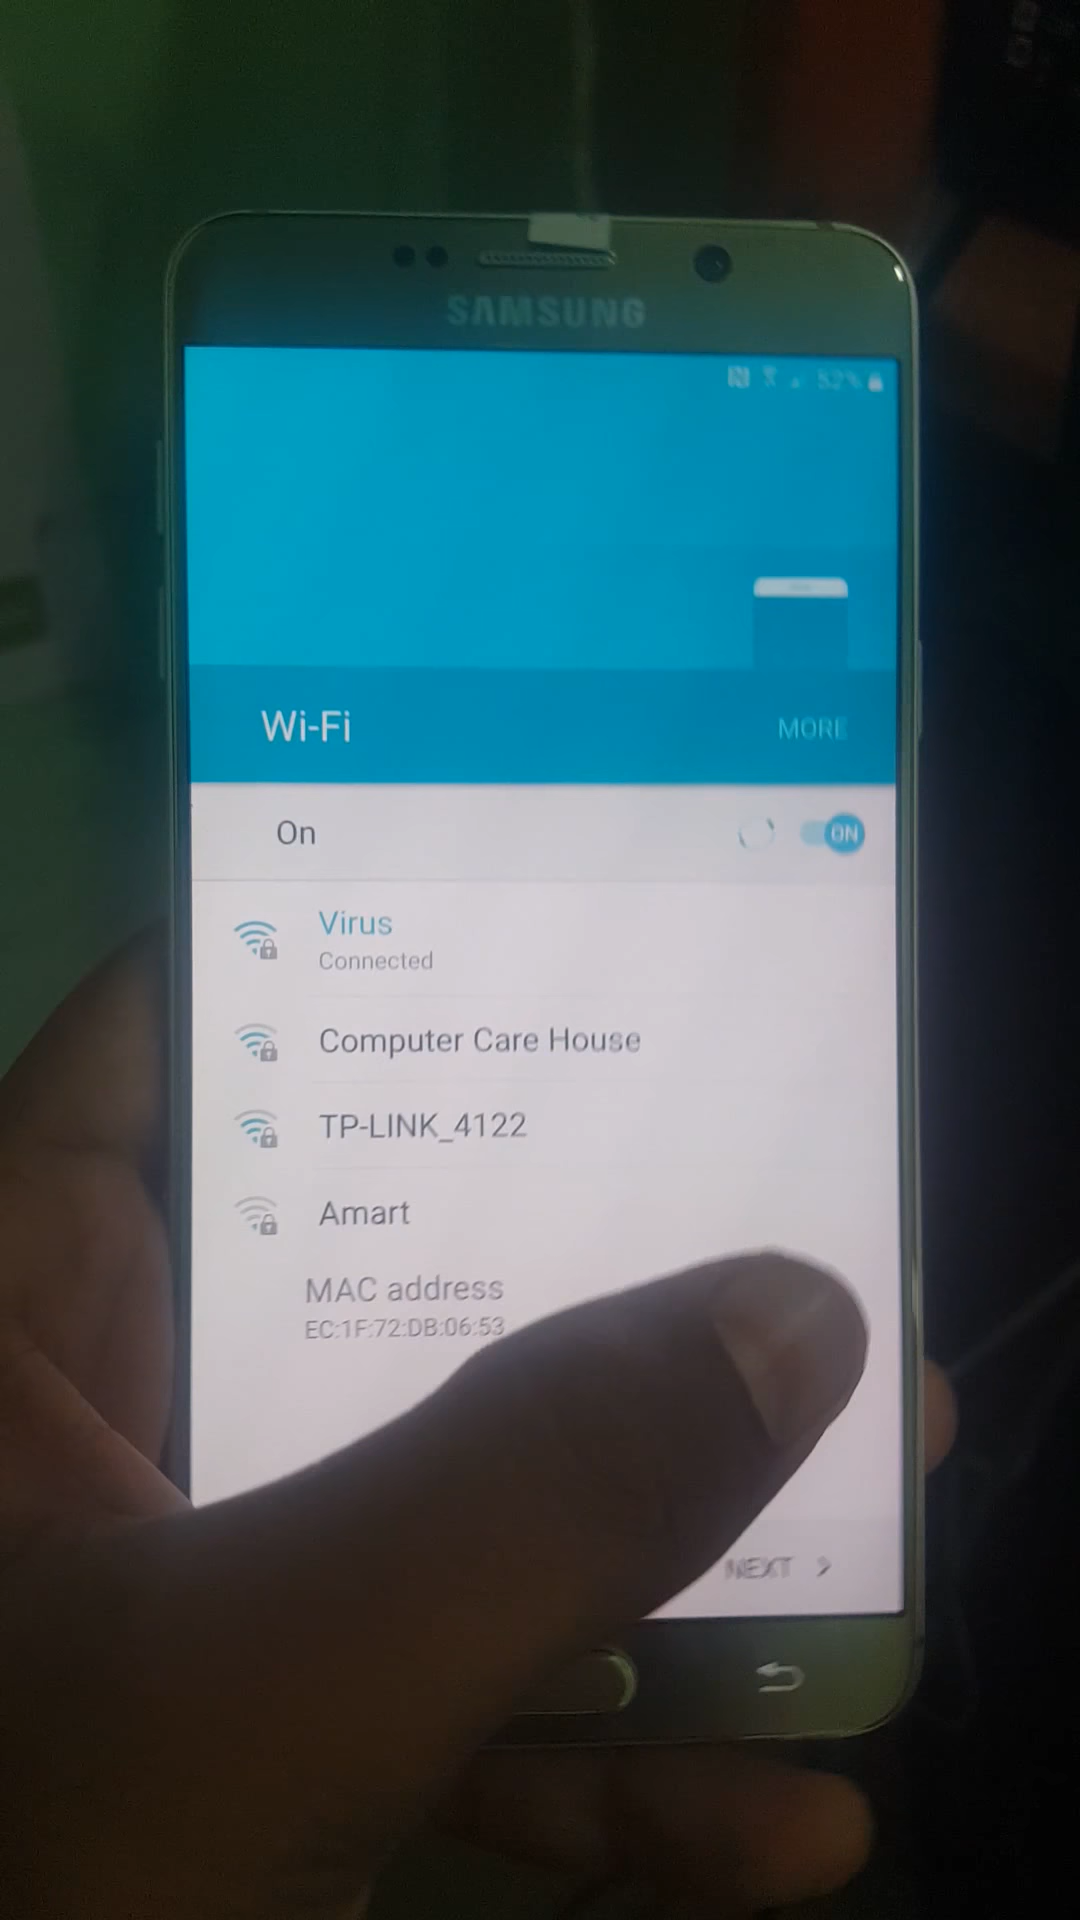 SAMSUNG
52%
Wi-Fi
MORE
On
ON
Virus
Connected
Computer Care House
TP-LINK_4122
Amart
MAC address
EC:1F:72:DB:06:53
NEXT >